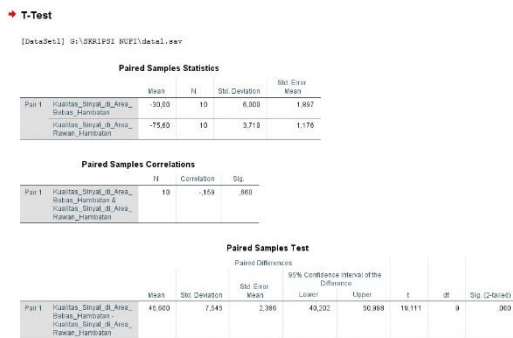 T-Test
[DataSet1] G:\SKRIPSI NUPI\data1.sav
Paired Samples Statistics
Mean N Std. Deviation Std. Error Mean
Pair 1 Kualitas_Sinyal_di_Area_Bebas_Hambatan -30,00 10 6,000 1,897
Kualitas_Sinyal_di_Area_Rawan_Hambatan -75,60 10 3,718 1,176
Paired Samples Correlations
N Correlation Sig.
Pair 1 Kualitas_Sinyal_di_Area_Bebas_Hambatan & Kualitas_Sinyal_di_Area_Rawan_Hambatan 10 -,159 ,660
Paired Samples Test
Paired Differences
95% Confidence Interval of the Difference
Mean Std. Deviation Std. Error Mean Lower Upper t df Sig. (2-tailed)
Pair 1 Kualitas_Sinyal_di_Area_Bebas_Hambatan - Kualitas_Sinyal_di_Area_Rawan_Hambatan 45,600 7,545 2,386 40,202 50,998 19,111 9 ,000